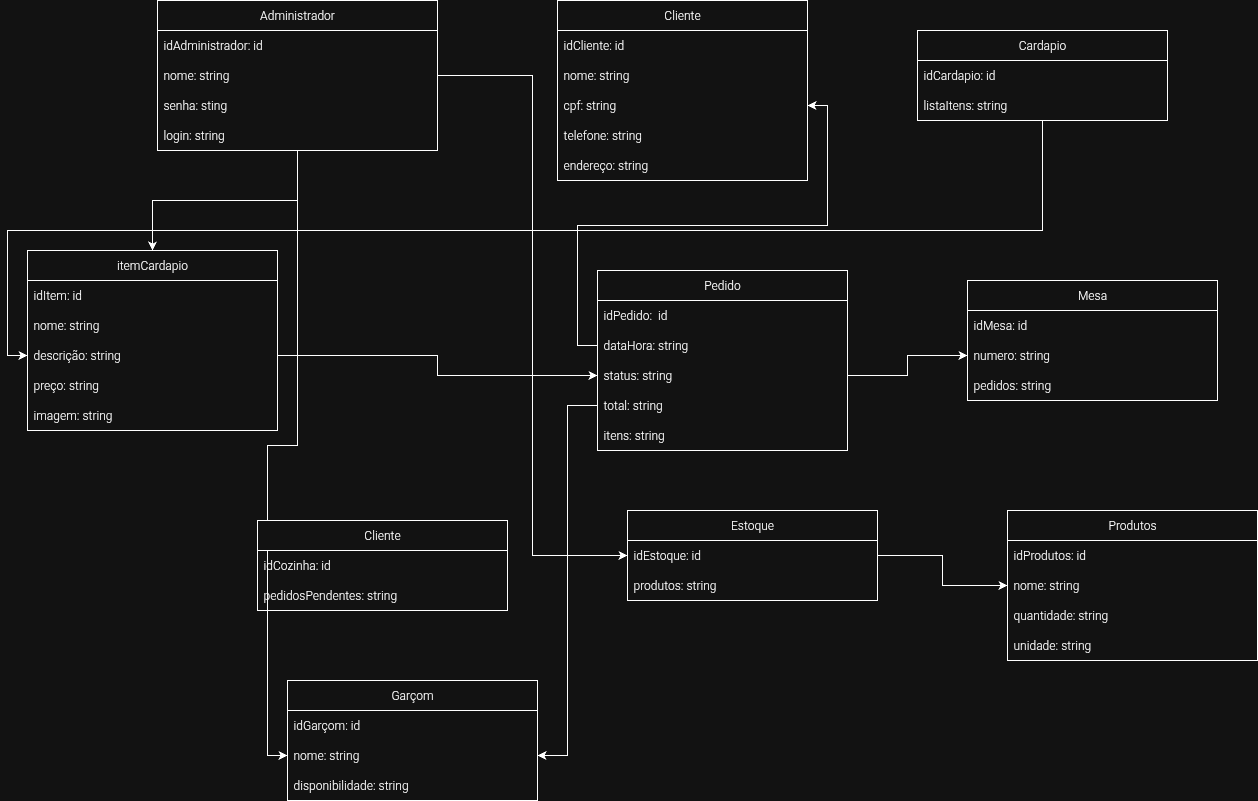 Administrador
idAdministrador: id
nome: string
senha: sting
login: string
Cliente
idCliente: id
nome: string
cpf: string
telefone: string
endereço: string
Cardapio
idCardapio: id
listaItens: string
itemCardapio
idItem: id
nome: string
descrição: string
preço: string
imagem: string
Pedido
idPedido:  id
dataHora: string
status: string
total: string
itens: string
Mesa
idMesa: id
numero: string
pedidos: string
Cliente
idCozinha: id
pedidosPendentes: string
Estoque
idEstoque: id
produtos: string
Produtos
idProdutos: id
nome: string
quantidade: string
unidade: string
Garçom
idGarçom: id
nome: string
disponibilidade: string